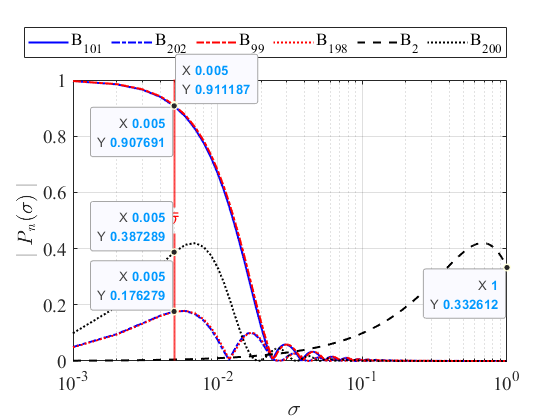 B₁₀₁ B₂₀₂ B₉₉ B₁₉₈ B₂ B₂₀₀
X 0.005
Y 0.911187
X 0.005
Y 0.907691
X 0.005
Y 0.387289
X 0.005
Y 0.176279
X 1
Y 0.332612
1
0.8
0.6
0.4
0.2
0
| Pₙ(σ) |
10⁻³ 10⁻² 10⁻¹ 10⁰
σ